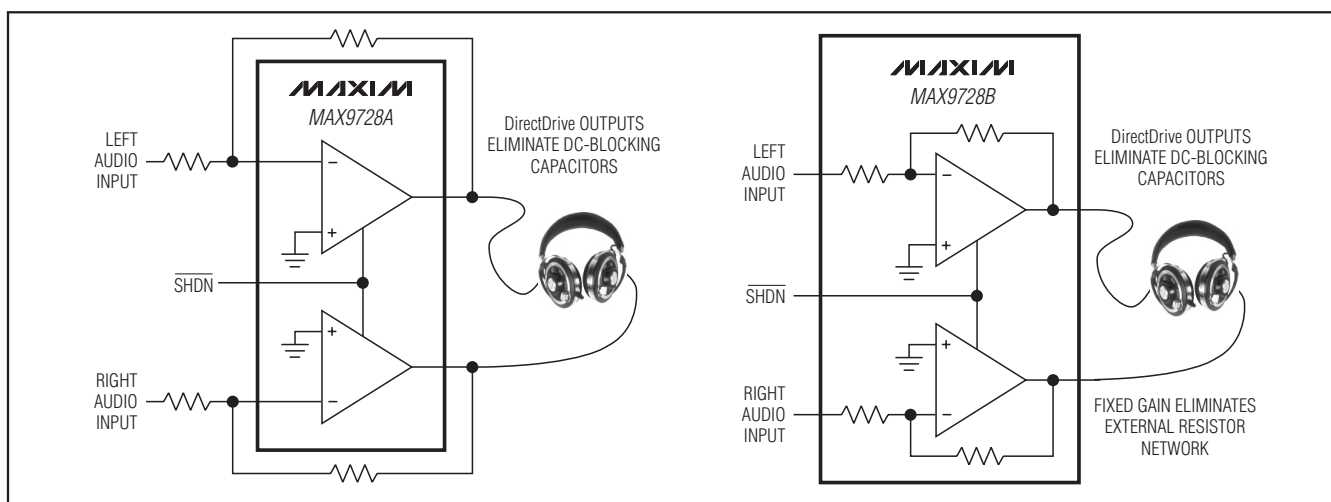 MAXIM
MAX9728A
LEFT
AUDIO
INPUT
−
+
SHDN
+
−
RIGHT
AUDIO
INPUT
DirectDrive OUTPUTS
ELIMINATE DC-BLOCKING
CAPACITORS
MAXIM
MAX9728B
LEFT
AUDIO
INPUT
−
+
SHDN
+
−
RIGHT
AUDIO
INPUT
DirectDrive OUTPUTS
ELIMINATE DC-BLOCKING
CAPACITORS
FIXED GAIN ELIMINATES
EXTERNAL RESISTOR
NETWORK